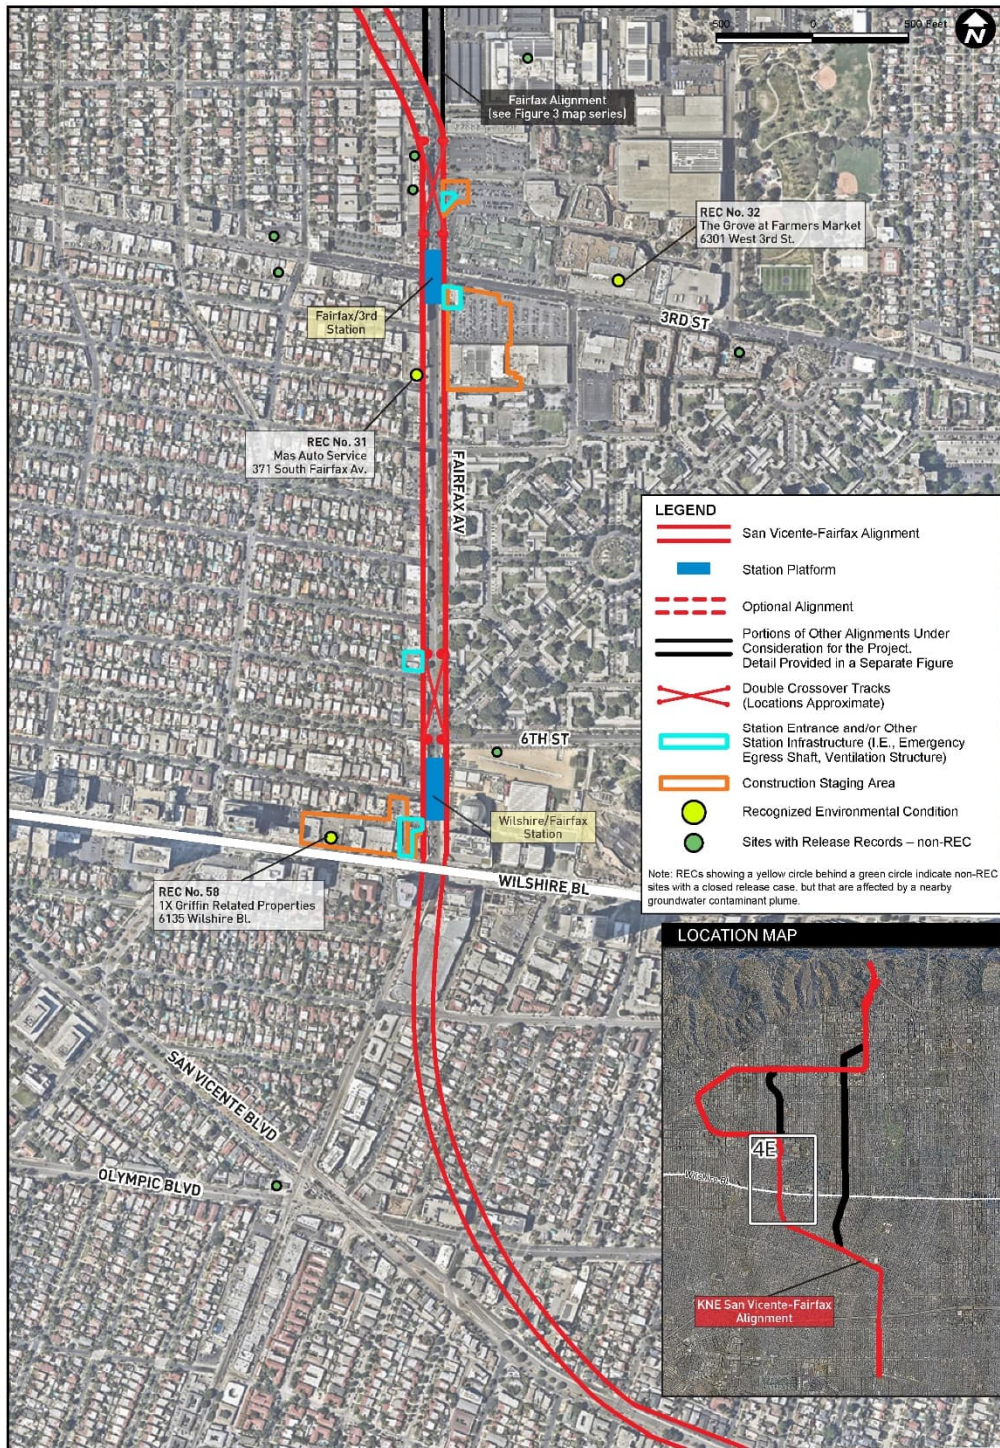 500 0 500 Feet
N
Fairfax Alignment
(see Figure 3 map series)
REC No. 32
The Grove at Farmers Market
6301 West 3rd St.
Fairfax/3rd
Station
3RD ST
REC No. 31
Mas Auto Service
371 South Fairfax Av.
FAIRFAX AV
LEGEND
San Vicente-Fairfax Alignment
Station Platform
Optional Alignment
Portions of Other Alignments Under
Consideration for the Project.
Detail Provided in a Separate Figure
Double Crossover Tracks
(Locations Approximate)
Station Entrance and/or Other
Station Infrastructure (I.E., Emergency
Egress Shaft, Ventilation Structure)
Construction Staging Area
Recognized Environmental Condition
Sites with Release Records – non-REC
Note: RECs showing a yellow circle behind a green circle indicate non-REC
sites with a closed release case, but that are affected by a nearby
groundwater contaminant plume.
6TH ST
Wilshire/Fairfax
Station
WILSHIRE BL
REC No. 58
1X Griffin Related Properties
6135 Wilshire Bl.
SAN VICENTE BLVD
OLYMPIC BLVD
LOCATION MAP
4E
Wilshire Bl
KNE San Vicente-Fairfax
Alignment